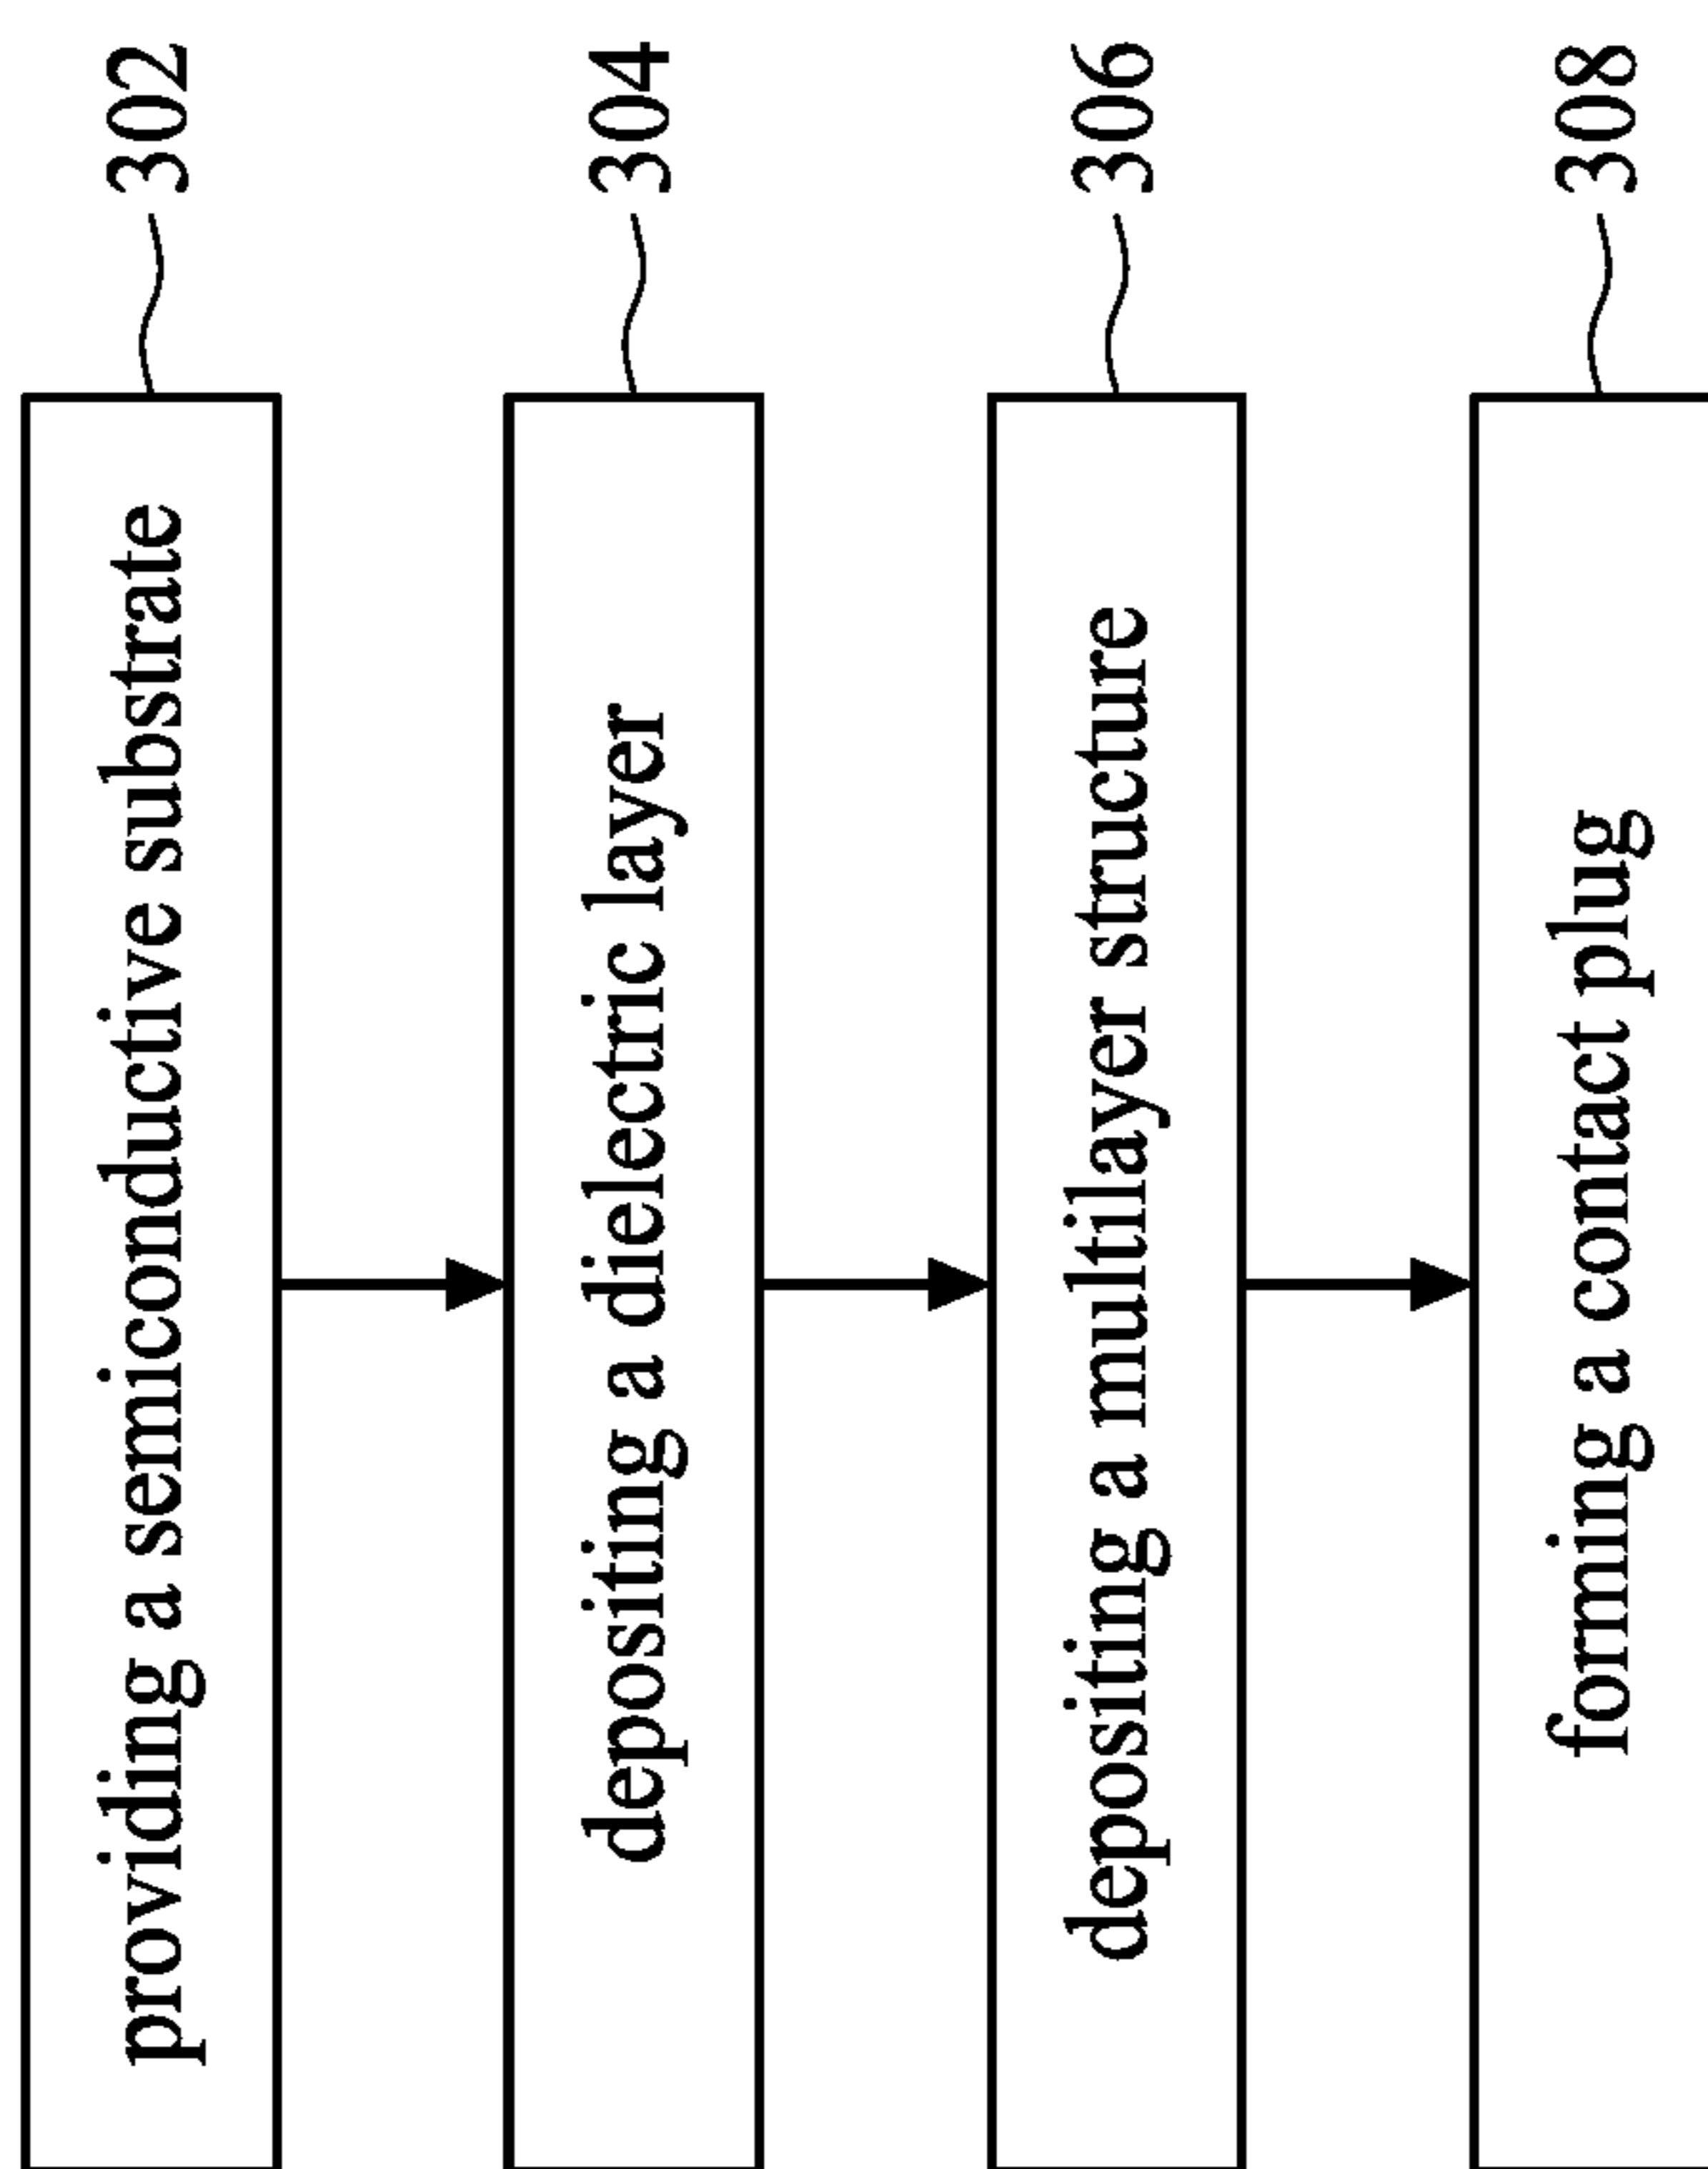 providing a semiconductive substrate
302
depositing a dielectric layer
304
depositing a multilayer structure
306
forming a contact plug
308